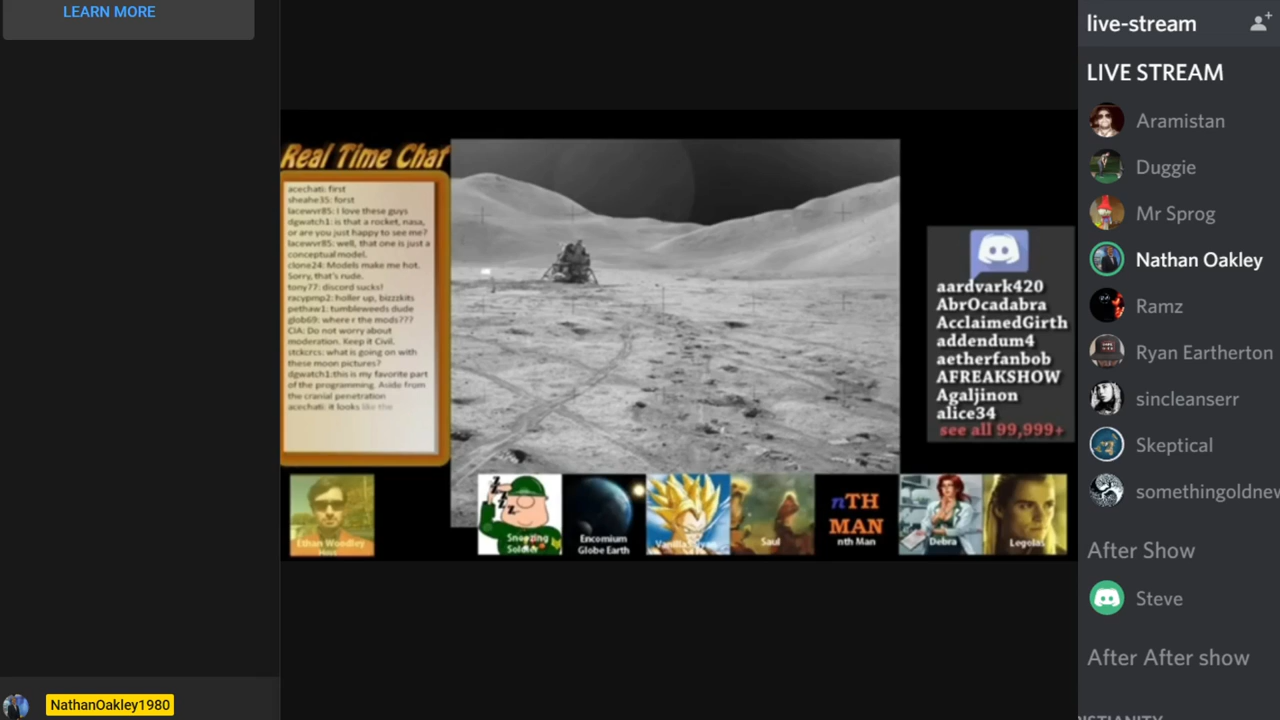 LEARN MORE
Real Time Chat
acechati: first
sheahe35: forst
lacewvr85: I love these guys
dgwatch1: is that a rocket, nasa,
or are you just happy to see me?
lacewvr85: well, that one is just a
conceptual model.
clone24: Models make me hot.
Sorry, that's rude.
tony77: discord sucks!
racypmp2: holler up, bizzzkits
pethaw1: tumbleweeds dude
glob69: where r the mods???
CIA: Do not worry about
moderation. Keep it Civil.
stckcrcs: what is going on with
these moon pictures?
dgwatch1:this is my favorite part
of the programming. Aside from
the cranial penetration
acechati: it looks like the
aardvark420
AbrOcadabra
AcclaimedGirth
addendum4
aetherfanbob
AFREAKSHOW
Agaljinon
alice34
see all 99,999+
Ethan Woodley
Host
zzz
Snoozing
Soldier
Encomium
Globe Earth
Saul
nTH
MAN
nth Man
Debra
Legolas
NathanOakley1980
live-stream
LIVE STREAM
Aramistan
Duggie
Mr Sprog
Nathan Oakley
Ramz
Ryan Eartherton
sincleanserr
Skeptical
somethingoldnew
After Show
Steve
After After show